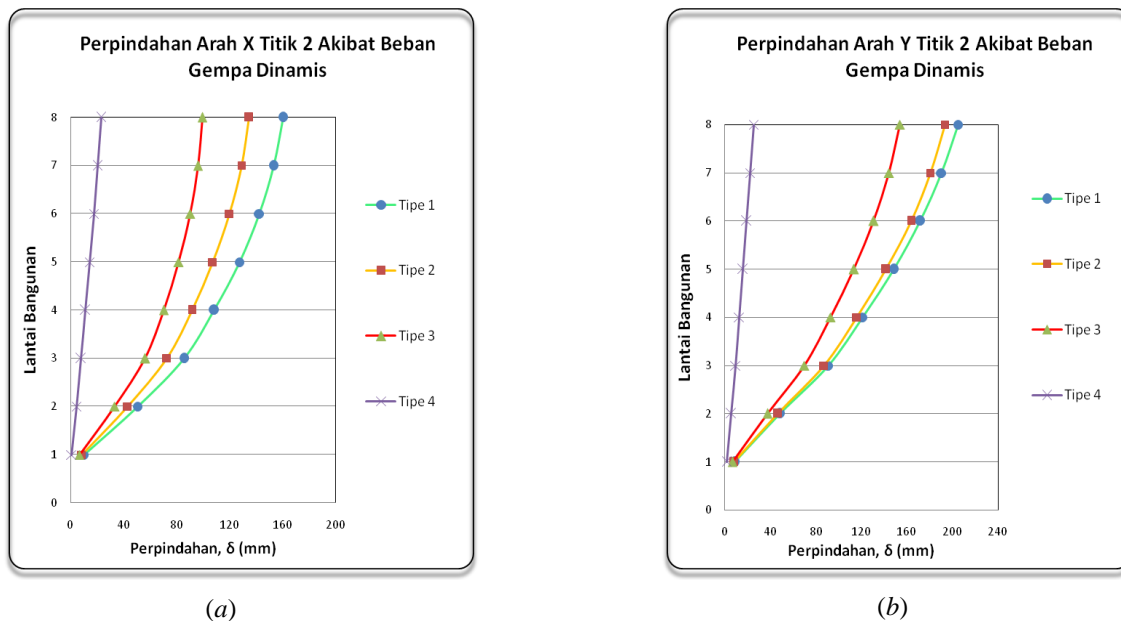 Perpindahan Arah X Titik 2 Akibat Beban
Gempa Dinamis
Lantai Bangunan
8
7
6
5
4
3
2
1
0
0 40 80 120 160 200
Perpindahan, δ (mm)
Tipe 1
Tipe 2
Tipe 3
Tipe 4
(a)
Perpindahan Arah Y Titik 2 Akibat Beban
Gempa Dinamis
Lantai Bangunan
8
7
6
5
4
3
2
1
0
0 40 80 120 160 200 240
Perpindahan, δ (mm)
Tipe 1
Tipe 2
Tipe 3
Tipe 4
(b)